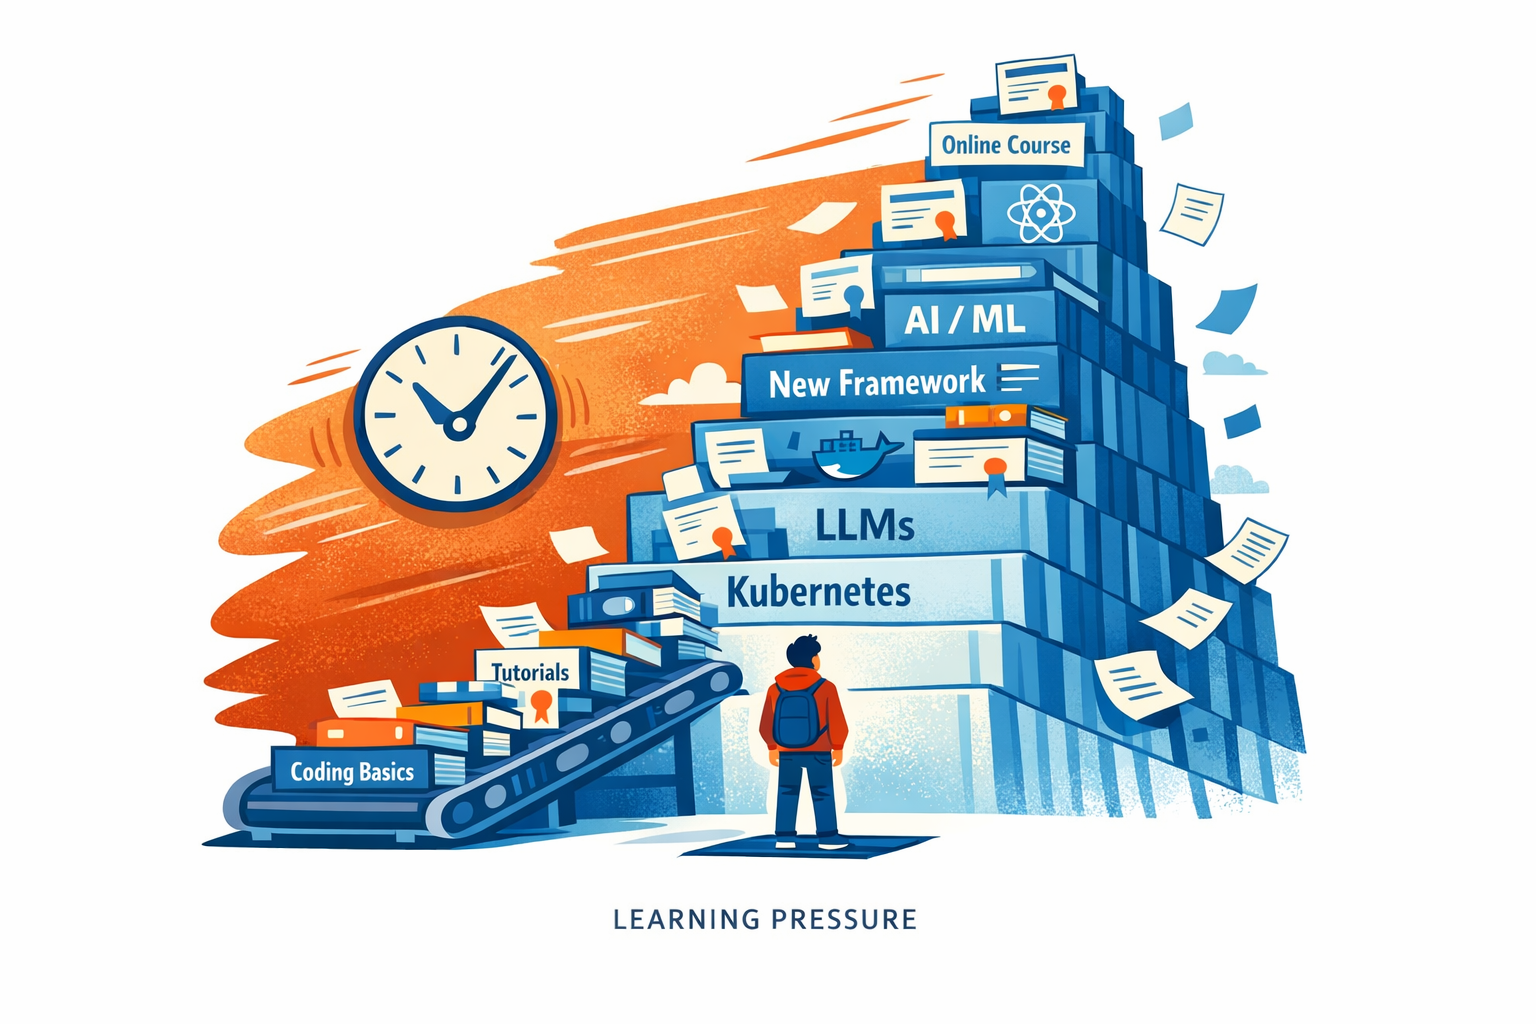 Online Course
AI / ML
New Framework
LLMs
Kubernetes
Tutorials
Coding Basics
LEARNING PRESSURE